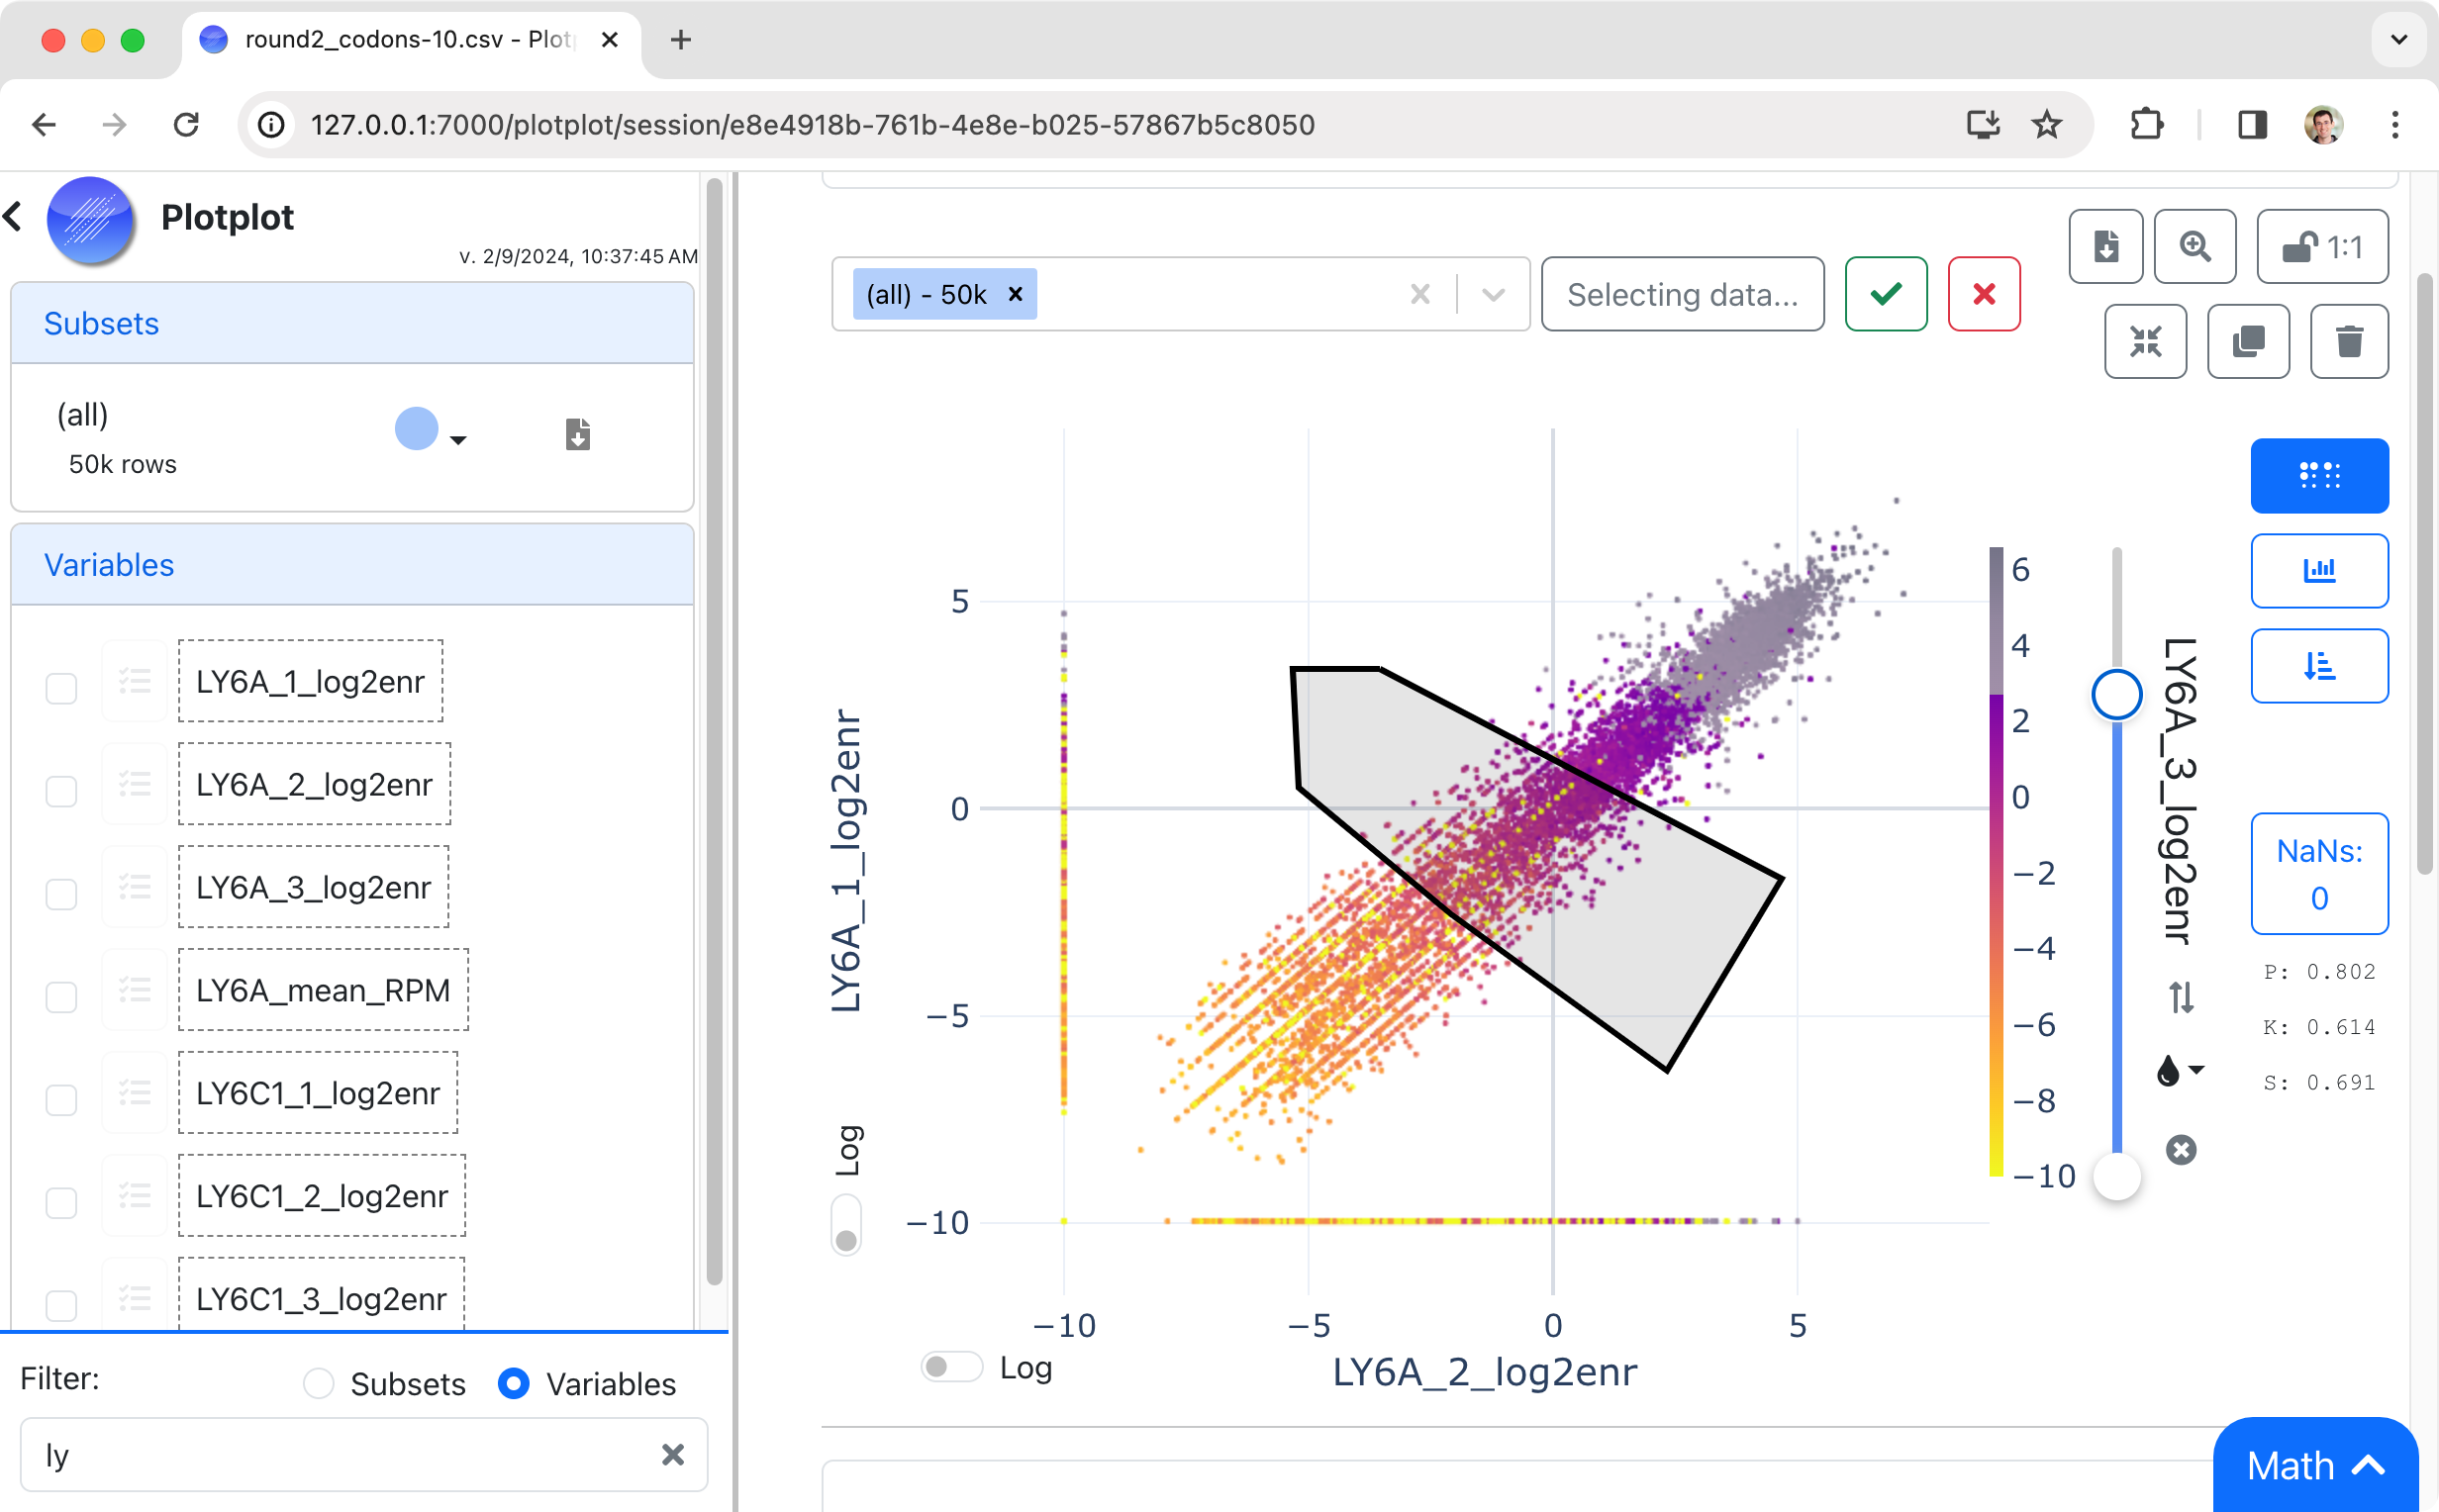 round2_codons-10.csv - Plot
127.0.0.1:7000/plotplot/session/e8e4918b-761b-4e8e-b025-57867b5c8050
Plotplot
v. 2/9/2024, 10:37:45 AM
Subsets
(all)
50k rows
Variables
LY6A_1_log2enr
LY6A_2_log2enr
LY6A_3_log2enr
LY6A_mean_RPM
LY6C1_1_log2enr
LY6C1_2_log2enr
LY6C1_3_log2enr
Filter:
Subsets
Variables
ly
(all) - 50k
Selecting data...
1:1
LY6A_1_log2enr
5
0
−5
−10
Log
−10
−5
0
5
Log
LY6A_2_log2enr
6
4
2
0
−2
−4
−6
−8
−10
LY6A_3_log2enr
NaNs:
0
P: 0.802
K: 0.614
S: 0.691
Math